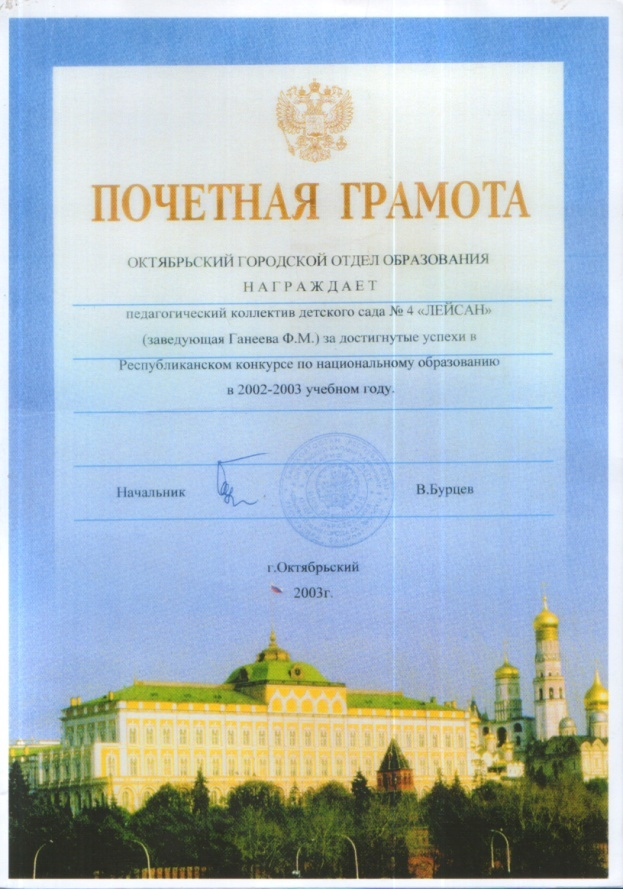 ПОЧЕТНАЯ ГРАМОТА
ОКТЯБРЬСКИЙ ГОРОДСКОЙ ОТДЕЛ ОБРАЗОВАНИЯ
НАГРАЖДАЕТ
педагогический коллектив детского сада № 4 «ЛЕЙСАН»
(заведующая Ганеева Ф.М.) за достигнутые успехи в
Республиканском конкурсе по национальному образованию
в 2002-2003 учебном году.
Начальник
В.Бурцев
г.Октябрьский
2003г.